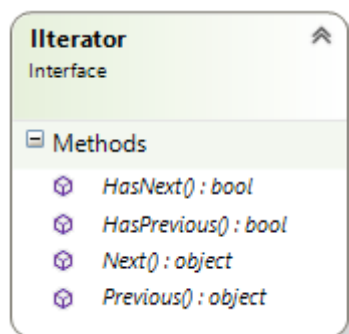 IIterator
Interface
Methods
HasNext() : bool
HasPrevious() : bool
Next() : object
Previous() : object